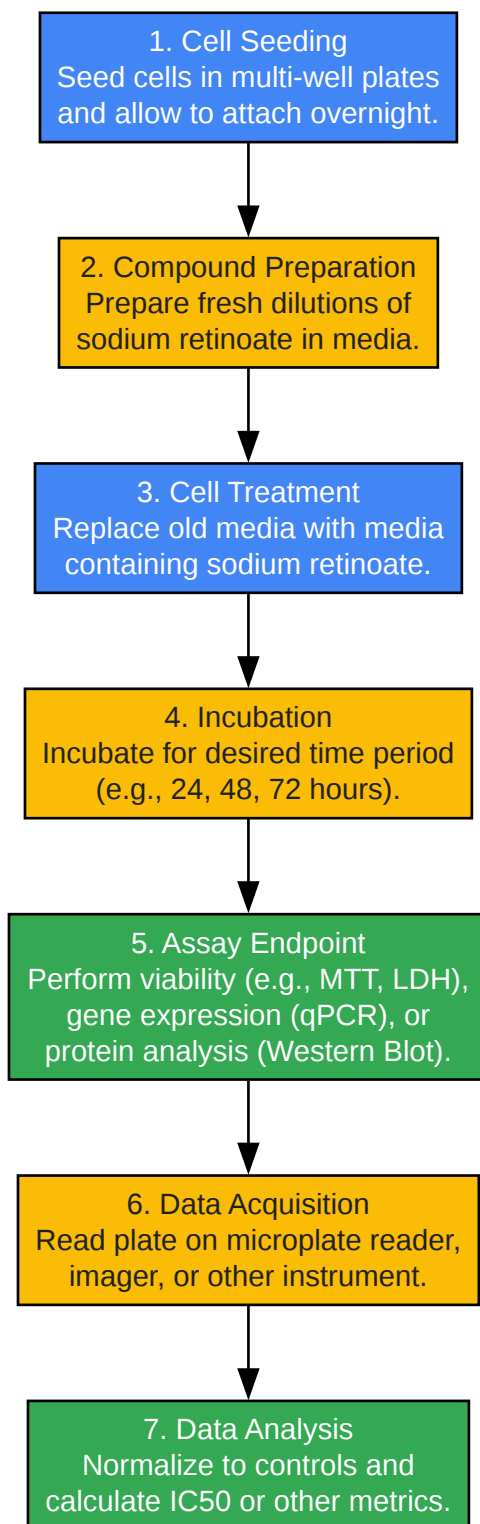 1. Cell Seeding
Seed cells in multi-well plates
and allow to attach overnight.
2. Compound Preparation
Prepare fresh dilutions of
sodium retinoate in media.
3. Cell Treatment
Replace old media with media
containing sodium retinoate.
4. Incubation
Incubate for desired time period
(e.g., 24, 48, 72 hours).
5. Assay Endpoint
Perform viability (e.g., MTT, LDH),
gene expression (qPCR), or
protein analysis (Western Blot).
6. Data Acquisition
Read plate on microplate reader,
imager, or other instrument.
7. Data Analysis
Normalize to controls and
calculate IC50 or other metrics.